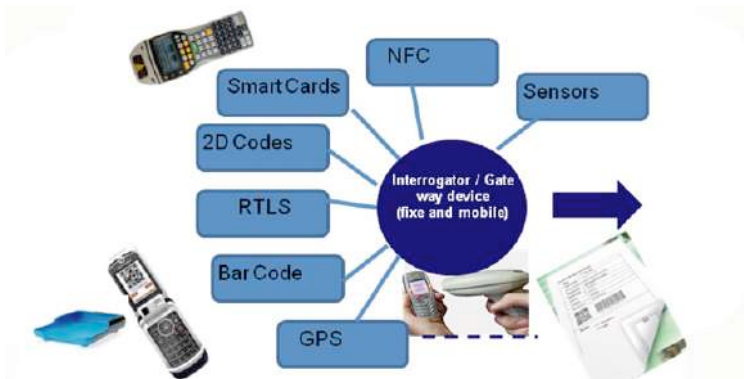 NFC
Smart Cards
Sensors
2D Codes
Interrogator / Gate
way device
(fixe and mobile)
RTLS
Bar Code
GPS